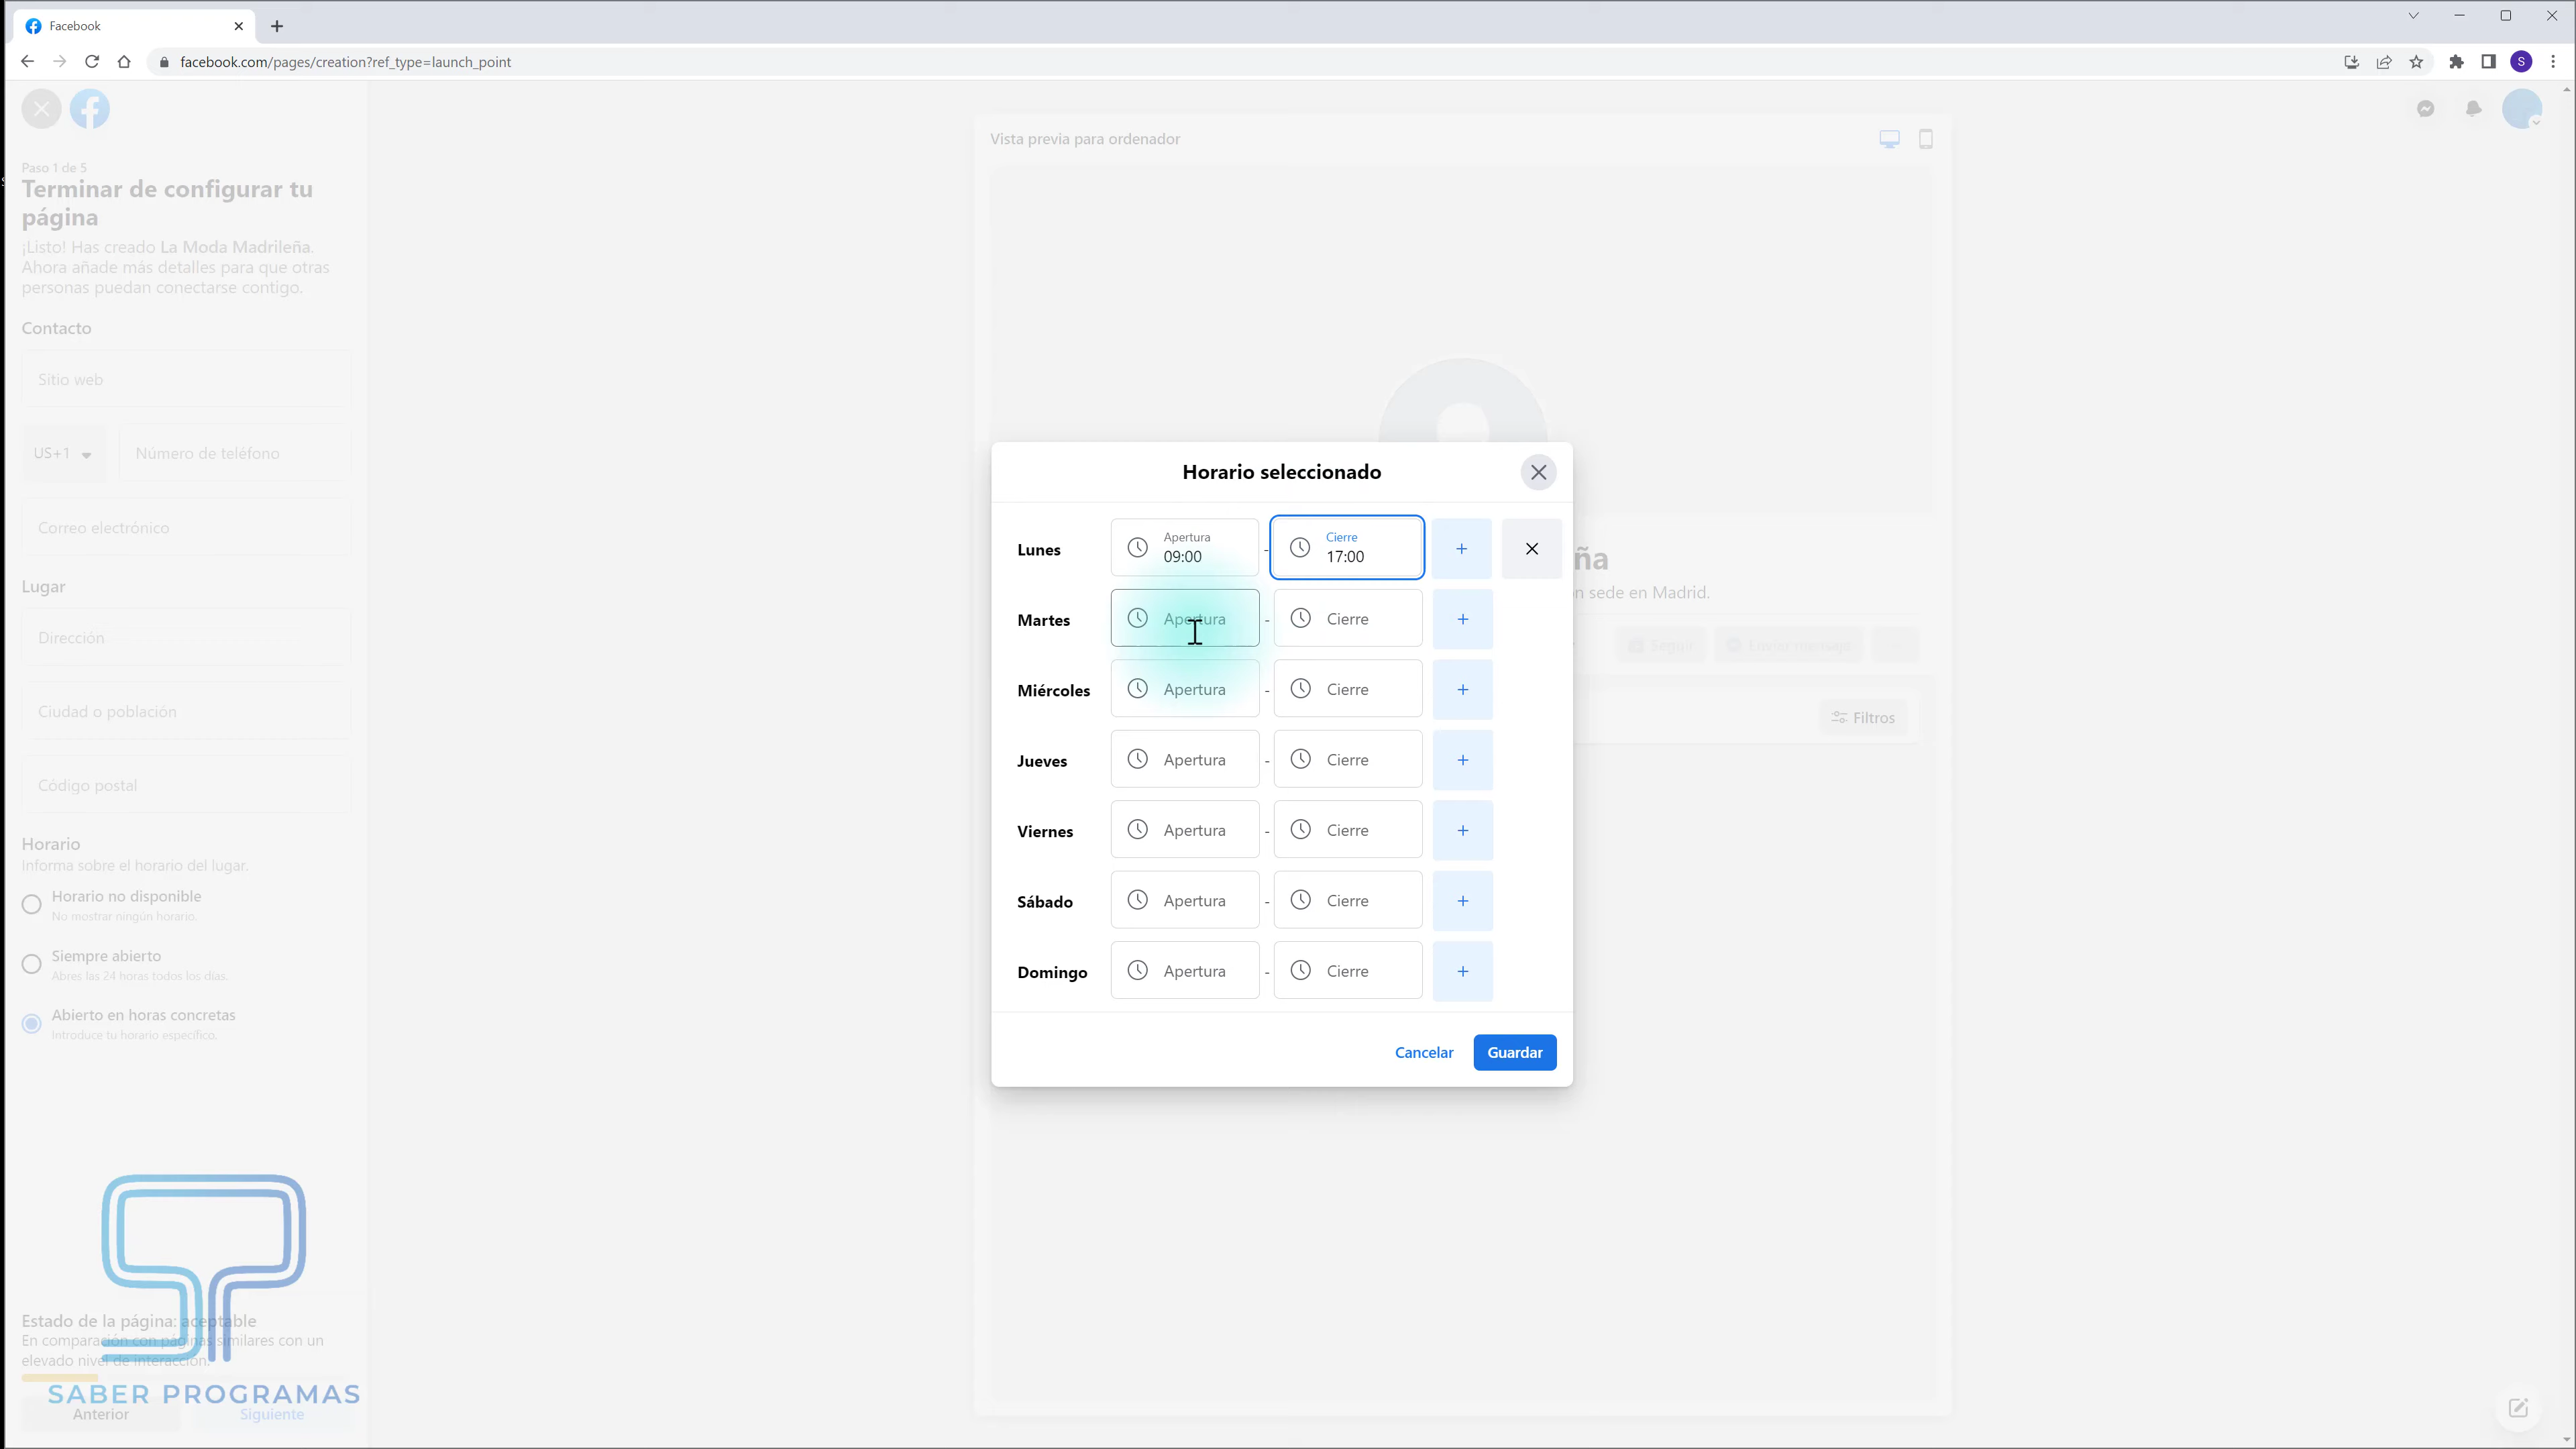 Facebook
facebook.com/pages/creation?ref_type=launch_point
Paso 1 de 5
Terminar de configurar tu
página
¡Listo! Has creado La Moda Madrileña.
Ahora añade más detalles para que otras
personas puedan conectarse contigo.
Contacto
Sitio web
US+1
Número de teléfono
Correo electrónico
Lugar
Dirección
Ciudad o población
Código postal
Horario
Informa sobre el horario del lugar.
Horario no disponible
No mostrar ningún horario.
Siempre abierto
Abres las 24 horas todos los días.
Abierto en horas concretas
Introduce tu horario específico.
Estado de la página: aceptable
En comparación con páginas similares con un
elevado nivel de interacción.
SABER PROGRAMAS
Anterior
Siguiente
Vista previa para ordenador
S
ña
n sede en Madrid.
Seguir
Enviar mensaje
Filtros
Horario seleccionado
Lunes
Apertura
09:00
-
Cierre
17:00
+
Martes
Apertura
-
Cierre
+
Miércoles
Apertura
-
Cierre
+
Jueves
Apertura
-
Cierre
+
Viernes
Apertura
-
Cierre
+
Sábado
Apertura
-
Cierre
+
Domingo
Apertura
-
Cierre
+
Cancelar
Guardar